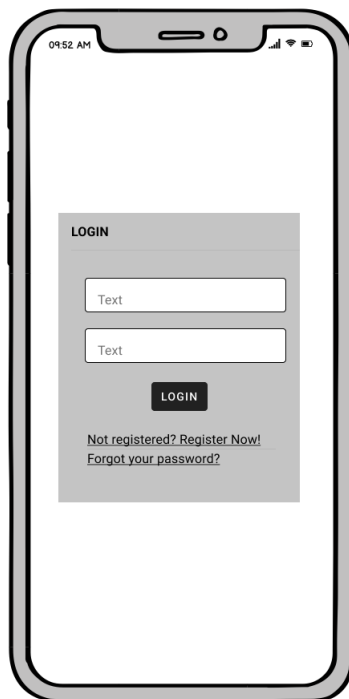 09:52 AM
LOGIN
Text
Text
LOGIN
Not registered? Register Now!
Forgot your password?